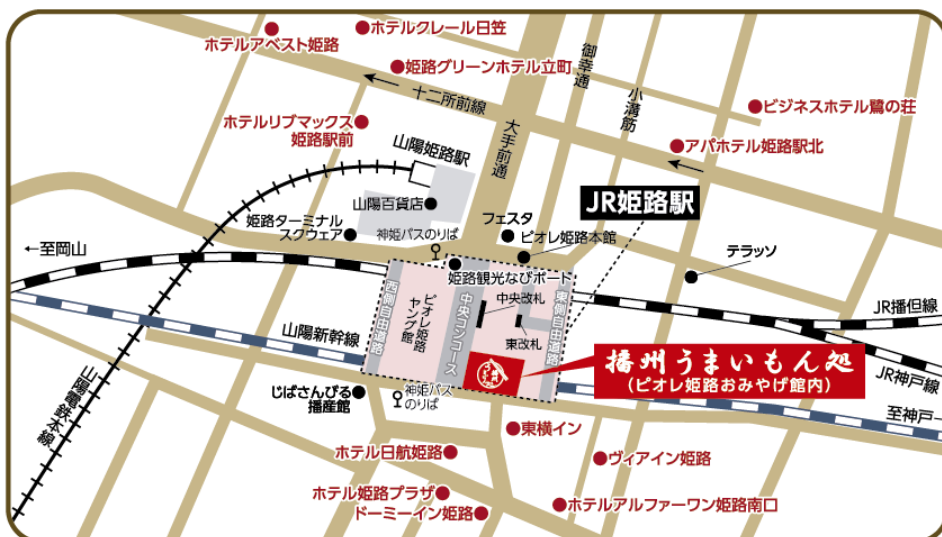 ホテルアベスト姫路
ホテルクレール日笠
姫路グリーンホテル立町
十二所前線
御幸通
小溝筋
ビジネスホテル鷺の荘
ホテルリブマックス
姫路駅前
山陽姫路駅
大手前通
アパホテル姫路駅北
JR姫路駅
山陽百貨店
姫路ターミナル
スクウェア
神姫バスのりば
フェスタ
ピオレ姫路本館
テラッソ
←至岡山
姫路観光なびポート
西側自由道路
ピオレ姫路
ヤング館
中央コンコース
中央改札
東改札
東側自由道路
JR播但線
山陽新幹線
播州うまいもん処
(ピオレ姫路おみやげ館内)
JR神戸線
至神戸
山陽電鉄本線
じばさんびる
播産館
神姫バス
のりば
東横イン
ホテル日航姫路
ヴィアイン姫路
ホテル姫路プラザ
ドーミーイン姫路
ホテルアルファーワン姫路南口